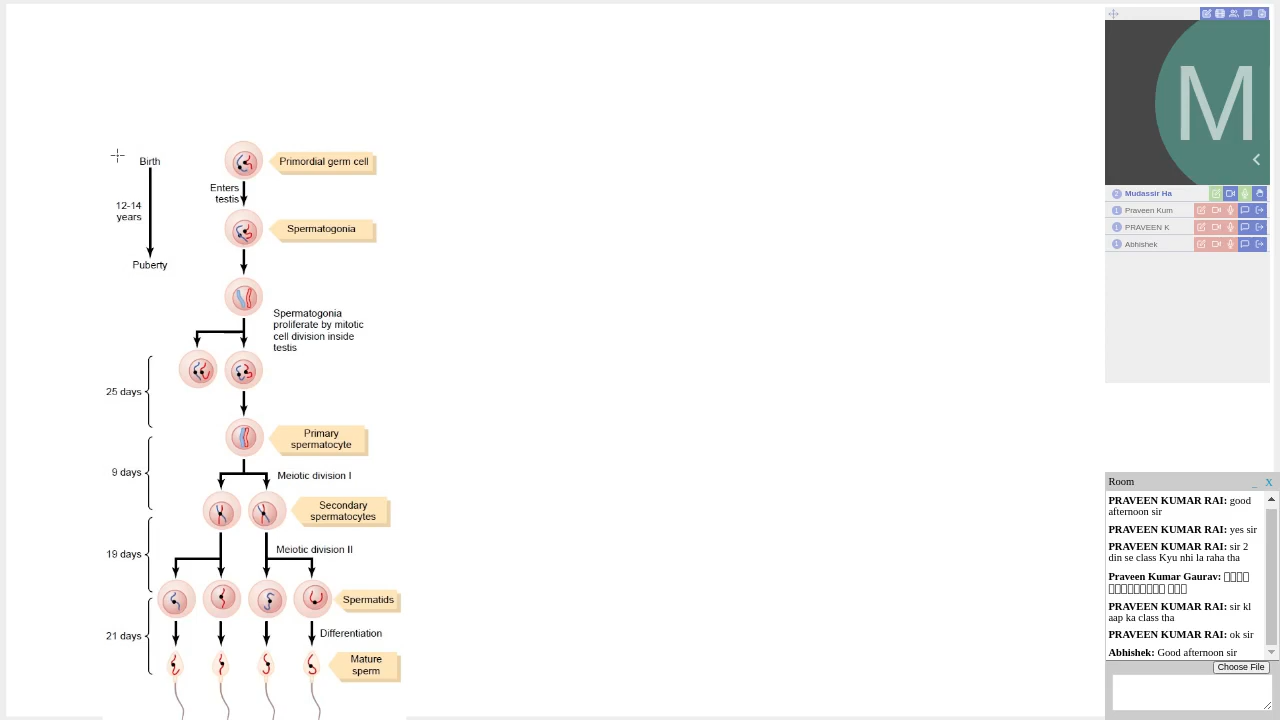 Birth
12-14
years
Puberty
Primordial germ cell
Enters
testis
Spermatogonia
Spermatogonia
proliferate by mitotic
cell division inside
testis
25 days
Primary
spermatocyte
9 days
Meiotic division I
Secondary
spermatocytes
19 days
Meiotic division II
Spermatids
21 days
Differentiation
Mature
sperm
M
2 Mudassir Ha
1 Praveen Kum
1 PRAVEEN K
1 Abhishek
Room
_ X
PRAVEEN KUMAR RAI: good
afternoon sir
PRAVEEN KUMAR RAI: yes sir
PRAVEEN KUMAR RAI: sir 2
din se class Kyu nhi la raha tha
Praveen Kumar Gaurav:
PRAVEEN KUMAR RAI: sir kl
aap ka class tha
PRAVEEN KUMAR RAI: ok sir
Abhishek: Good afternoon sir
Choose File